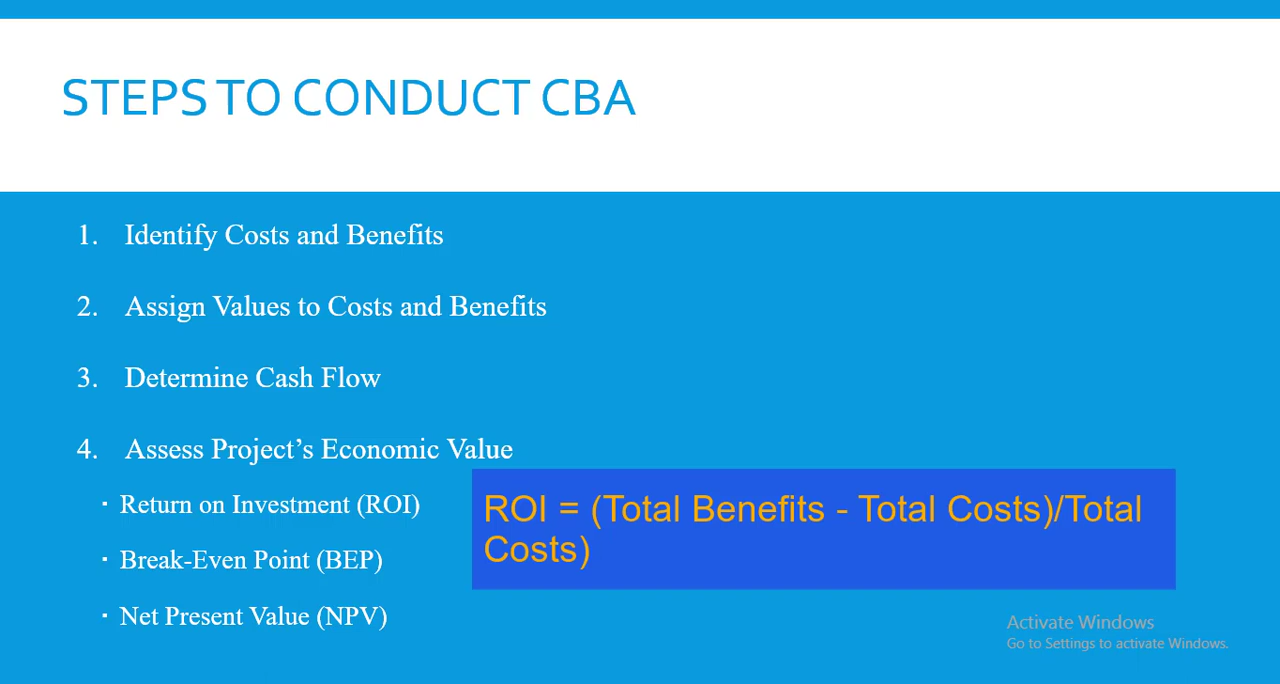 STEPS TO CONDUCT CBA
1. Identify Costs and Benefits
2. Assign Values to Costs and Benefits
3. Determine Cash Flow
4. Assess Project’s Economic Value
▪ Return on Investment (ROI)
▪ Break-Even Point (BEP)
▪ Net Present Value (NPV)
ROI = (Total Benefits - Total Costs)/Total
Costs)
Activate Windows
Go to Settings to activate Windows.